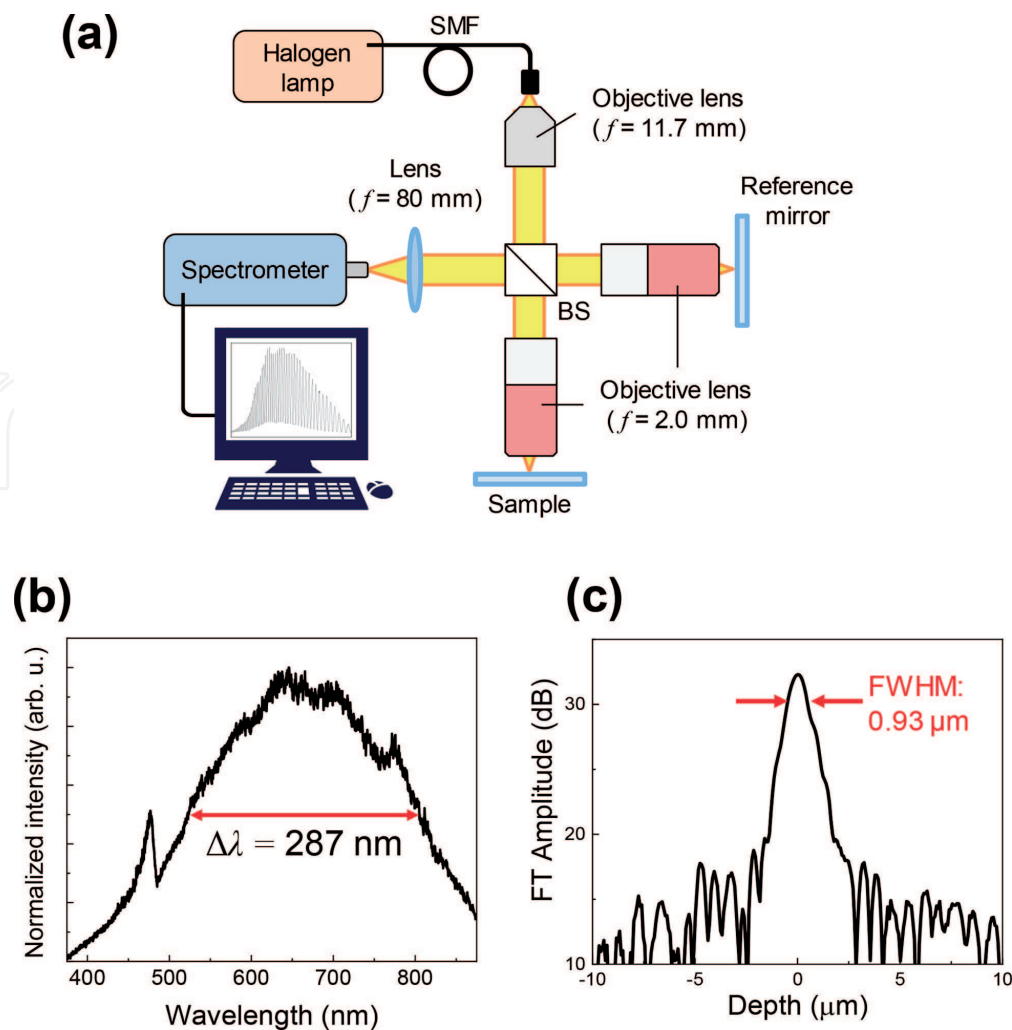 (a)
SMF
Halogen
lamp
Objective lens
(f = 11.7 mm)
Lens
(f = 80 mm)
Reference
mirror
Spectrometer
BS
Objective lens
(f = 2.0 mm)
Sample
(b)
Normalized intensity (arb. u.)
Δλ = 287 nm
400 500 600 700 800
Wavelength (nm)
(c)
FT Amplitude (dB)
30
20
10
FWHM:
0.93 μm
-10 -5 0 5 10
Depth (μm)